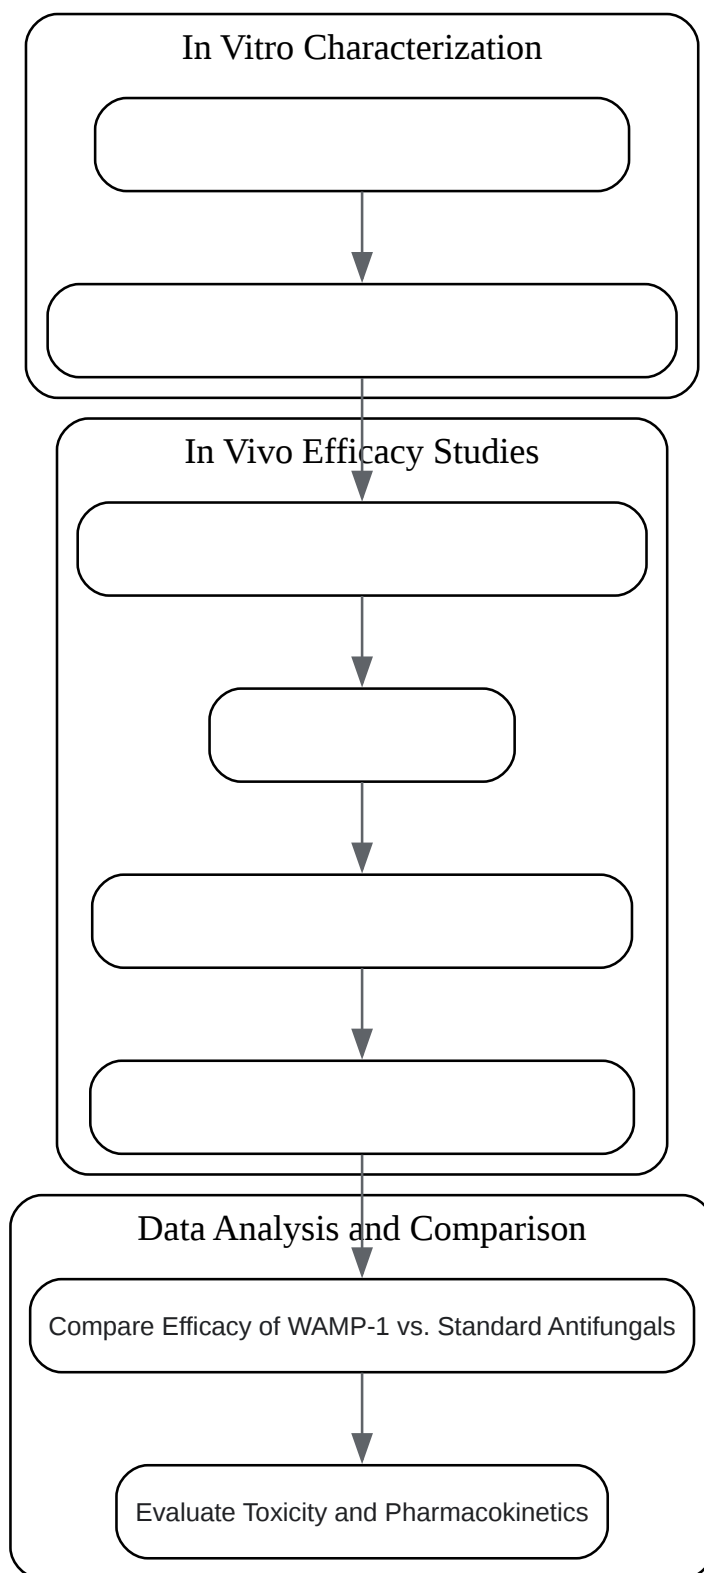 In Vitro Characterization
In Vivo Efficacy Studies
Data Analysis and Comparison
Compare Efficacy of WAMP-1 vs. Standard Antifungals
Evaluate Toxicity and Pharmacokinetics